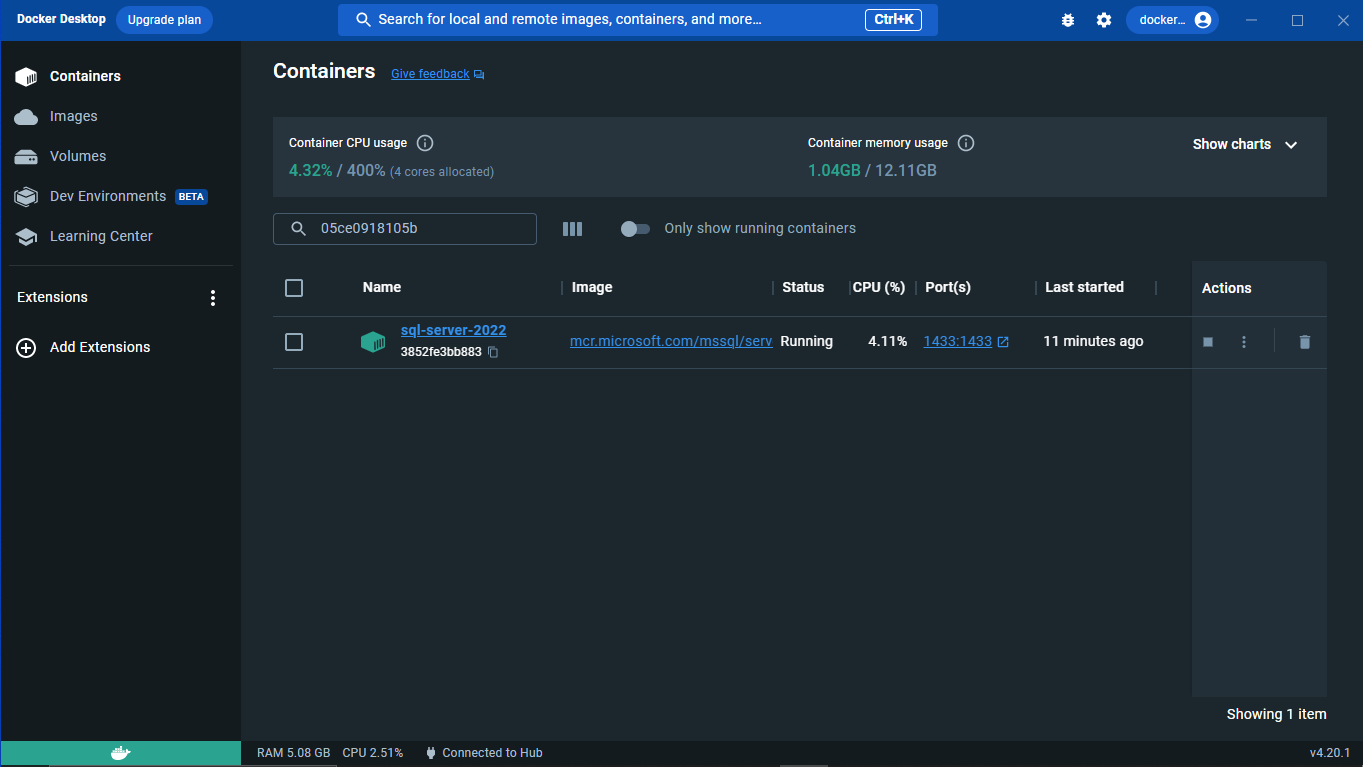 Docker Desktop Upgrade plan Search for local and remote images, containers, and more... Ctrl+K docker...
Containers
Images
Volumes
Dev Environments BETA
Learning Center
Extensions
Add Extensions
Containers Give feedback
Container CPU usage Container memory usage Show charts
4.32% / 400% (4 cores allocated) 1.04GB / 12.11GB
05ce0918105b Only show running containers
Name Image Status CPU (%) Port(s) Last started Actions
sql-server-2022
3852fe3bb883
mcr.microsoft.com/mssql/serv Running 4.11% 1433:1433 11 minutes ago
Showing 1 item
RAM 5.08 GB CPU 2.51% Connected to Hub v4.20.1